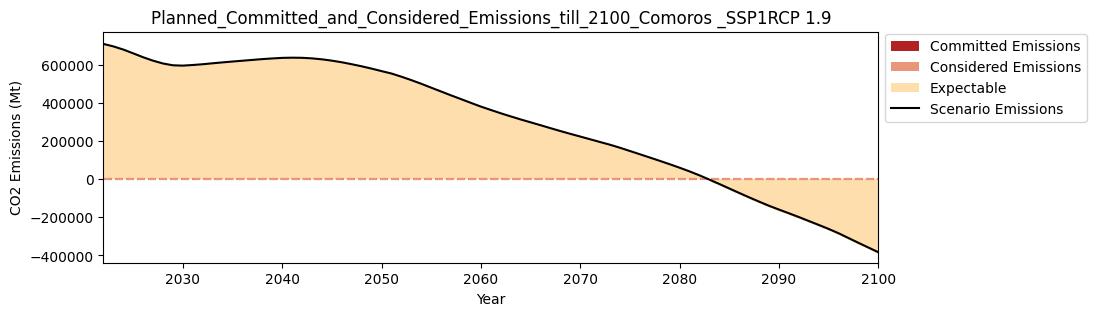 Planned_Committed_and_Considered_Emissions_till_2100_Comoros _SSP1RCP 1.9
Committed Emissions
Considered Emissions
Expectable
Scenario Emissions
CO2 Emissions (Mt)
600000
400000
200000
0
−200000
−400000
2030 2040 2050 2060 2070 2080 2090 2100
Year